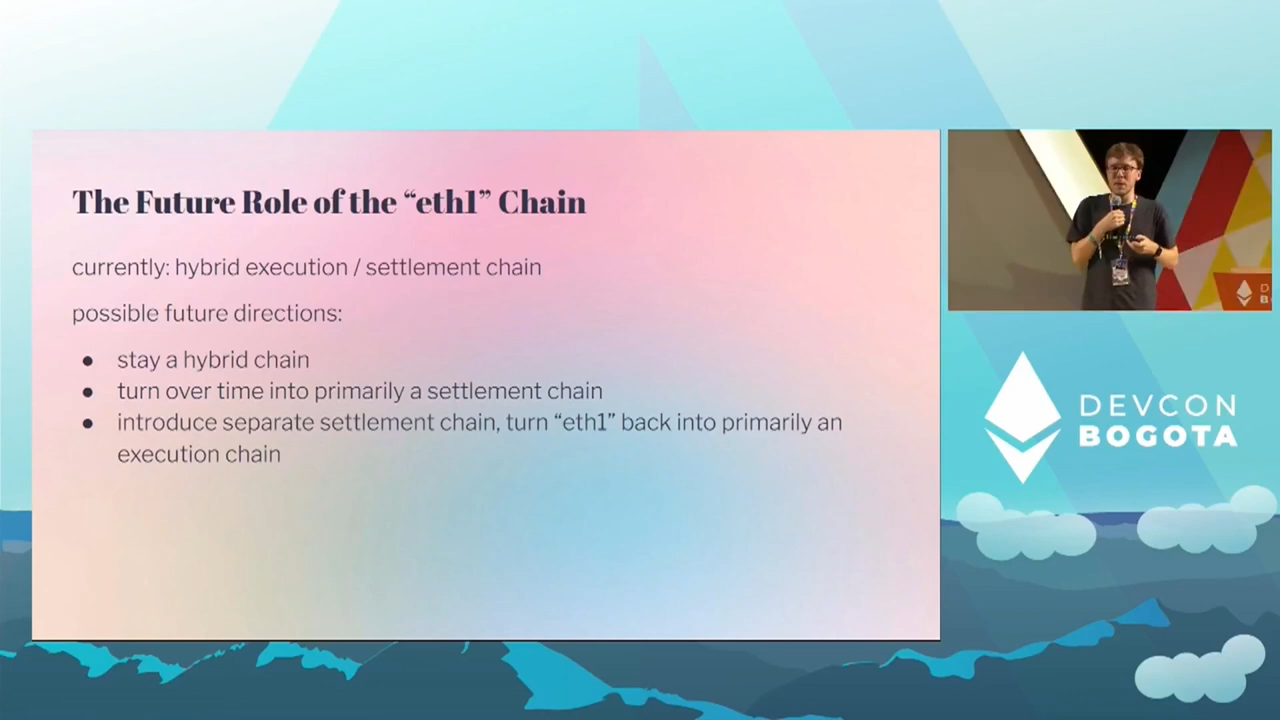 The Future Role of the “eth1” Chain
currently: hybrid execution / settlement chain
possible future directions:
● stay a hybrid chain
● turn over time into primarily a settlement chain
● introduce separate settlement chain, turn “eth1” back into primarily an
execution chain
DEVCON
BOGOTA